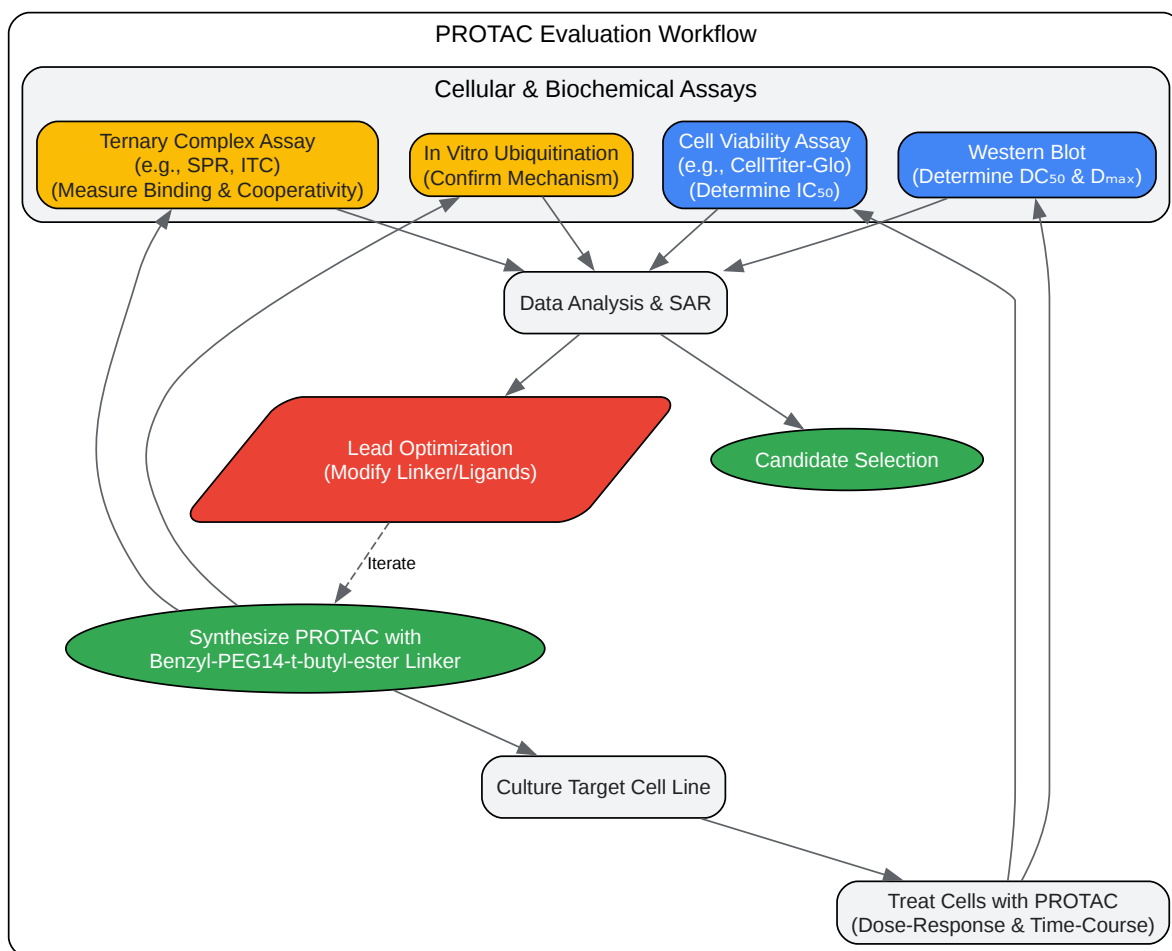 PROTAC Evaluation Workflow
Cellular & Biochemical Assays
Ternary Complex Assay
(e.g., SPR, ITC)
(Measure Binding & Cooperativity)
In Vitro Ubiquitination
(Confirm Mechanism)
Cell Viability Assay
(e.g., CellTiter-Glo)
(Determine IC₅₀)
Western Blot
(Determine DC₅₀ & Dₘₐₓ)
Data Analysis & SAR
Lead Optimization
(Modify Linker/Ligands)
Candidate Selection
Iterate
Synthesize PROTAC with
Benzyl-PEG14-t-butyl-ester Linker
Culture Target Cell Line
Treat Cells with PROTAC
(Dose-Response & Time-Course)